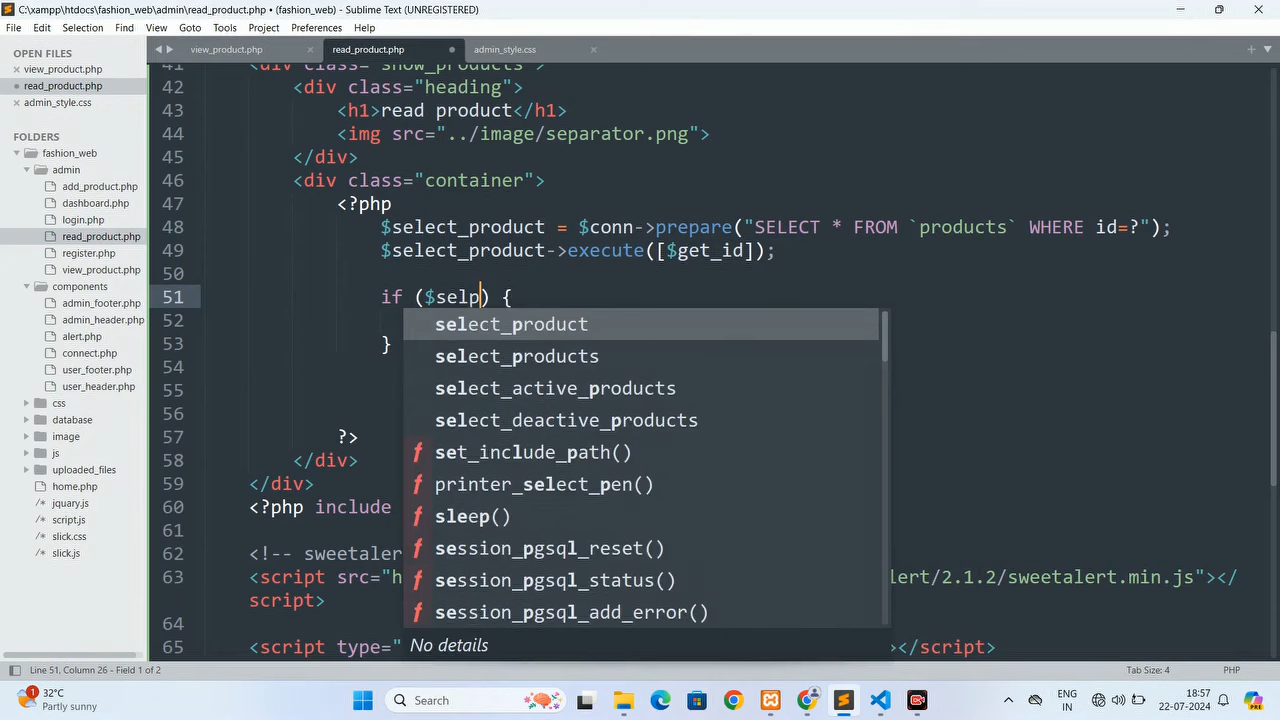 C:\xampp\htdocs\fashion_web\admin\read_product.php • (fashion_web) - Sublime Text (UNREGISTERED)
File Edit Selection Find View Goto Tools Project Preferences Help
OPEN FILES
view_product.php
read_product.php
admin_style.css
FOLDERS
fashion_web
admin
add_product.php
dashboard.php
login.php
read_product.php
register.php
view_product.php
components
admin_footer.php
admin_header.php
alert.php
connect.php
user_footer.php
user_header.php
css
database
image
js
uploaded_files
home.php
jquary.js
script.js
slick.css
slick.js
view_product.php read_product.php admin_style.css
41 <div class="show_products">
42 <div class="heading">
43 <h1>read product</h1>
44 <img src="../image/separator.png">
45 </div>
46 <div class="container">
47 <?php
48 $select_product = $conn->prepare("SELECT * FROM `products` WHERE id=?");
49 $select_product->execute([$get_id]);
50
51 if ($selp) {
52
53 }
54
55
56
57 ?>
58 </div>
59 </div>
60 <?php include
61
62 <!-- sweetalert
63 <script src="h lert/2.1.2/sweetalert.min.js"></
script>
64
65 <script type=" ></script>
select_product
select_products
select_active_products
select_deactive_products
f set_include_path()
f printer_select_pen()
f sleep()
f session_pgsql_reset()
f session_pgsql_status()
f session_pgsql_add_error()
No details
Line 51, Column 26 - Field 1 of 2 Tab Size: 4 PHP
1
32°C
Partly sunny
Search
ENG
IN
18:57
22-07-2024